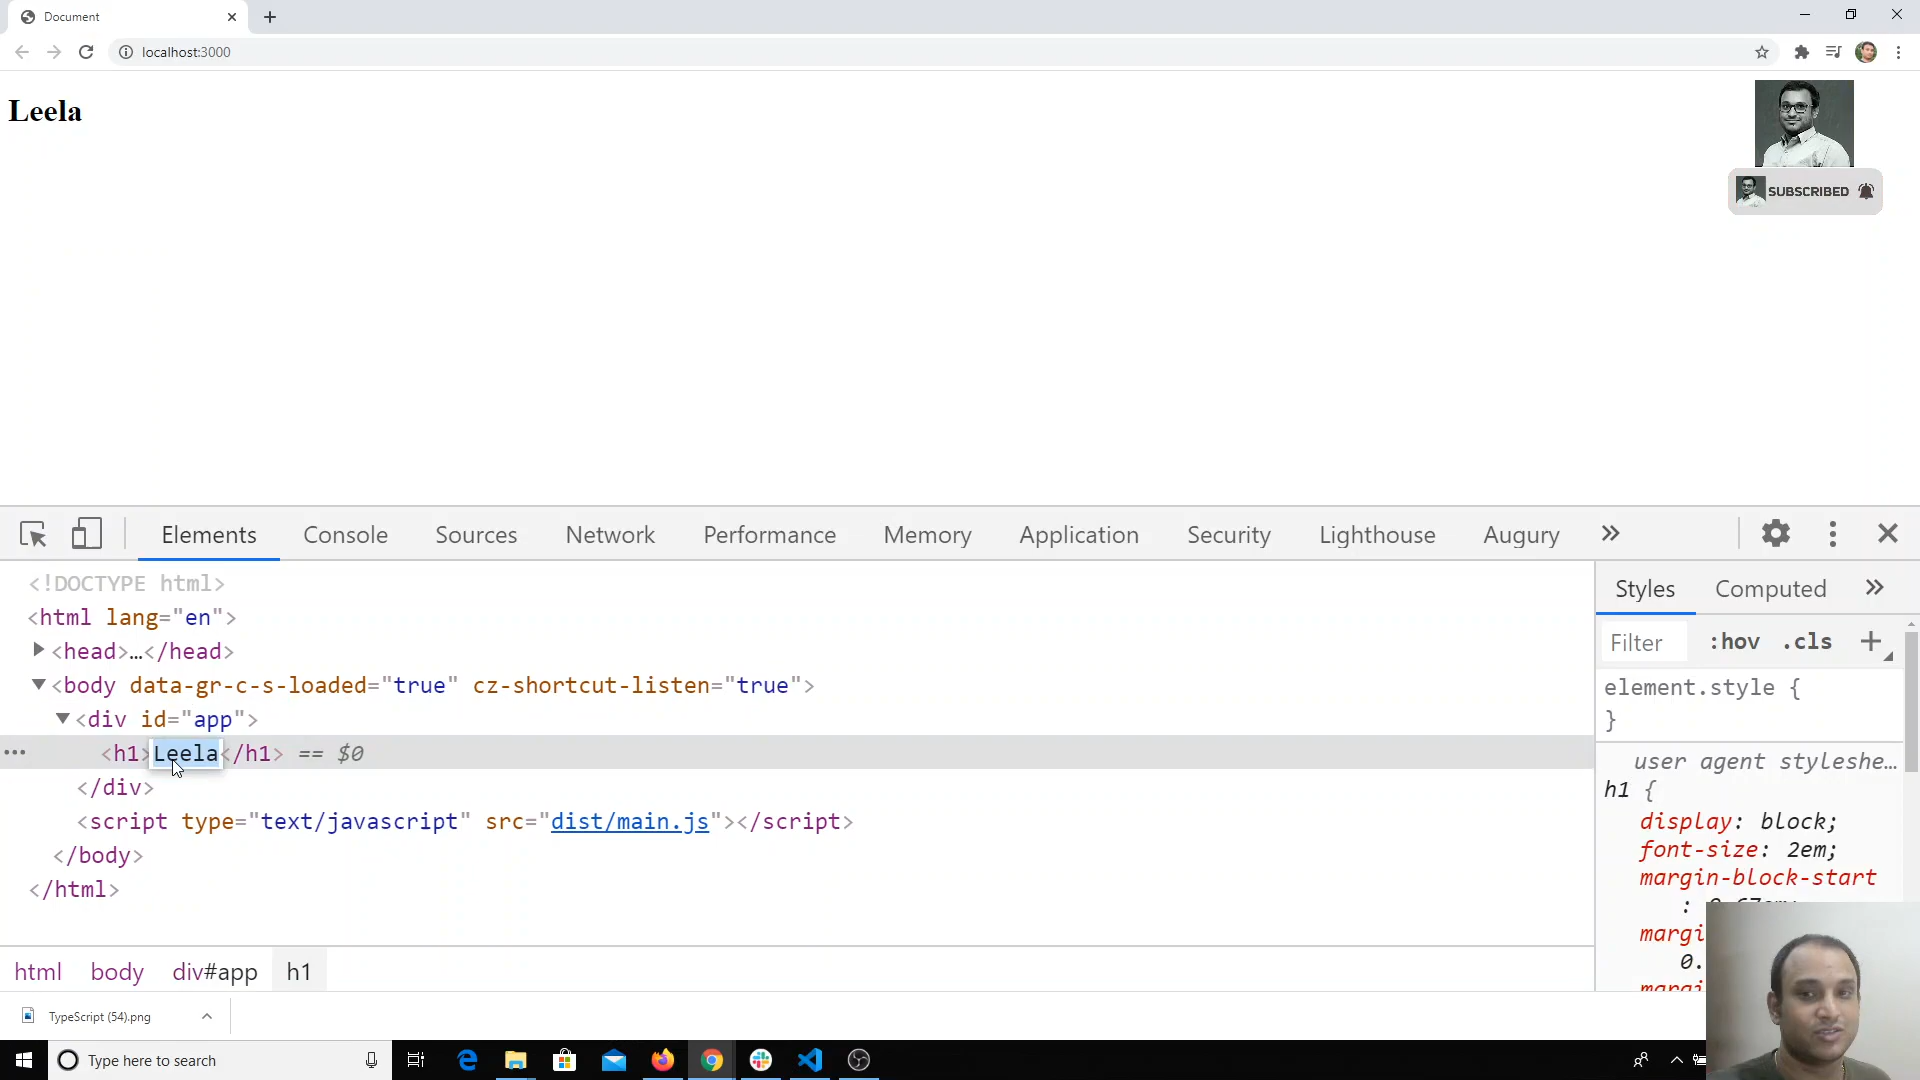 Document
localhost:3000
Leela
SUBSCRIBED
Elements Console Sources Network Performance Memory Application Security Lighthouse Augury
<!DOCTYPE html>
<html lang="en">
<head>…</head>
<body data-gr-c-s-loaded="true" cz-shortcut-listen="true">
<div id="app">
<h1>Leela</h1> == $0
</div>
<script type="text/javascript" src="dist/main.js"></script>
</body>
</html>
html body div#app h1
Styles Computed
Filter :hov .cls
element.style {
}
user agent styleshe…
h1 {
display: block;
font-size: 2em;
margin-block-start
:
margi
0.
TypeScript (54).png
Type here to search